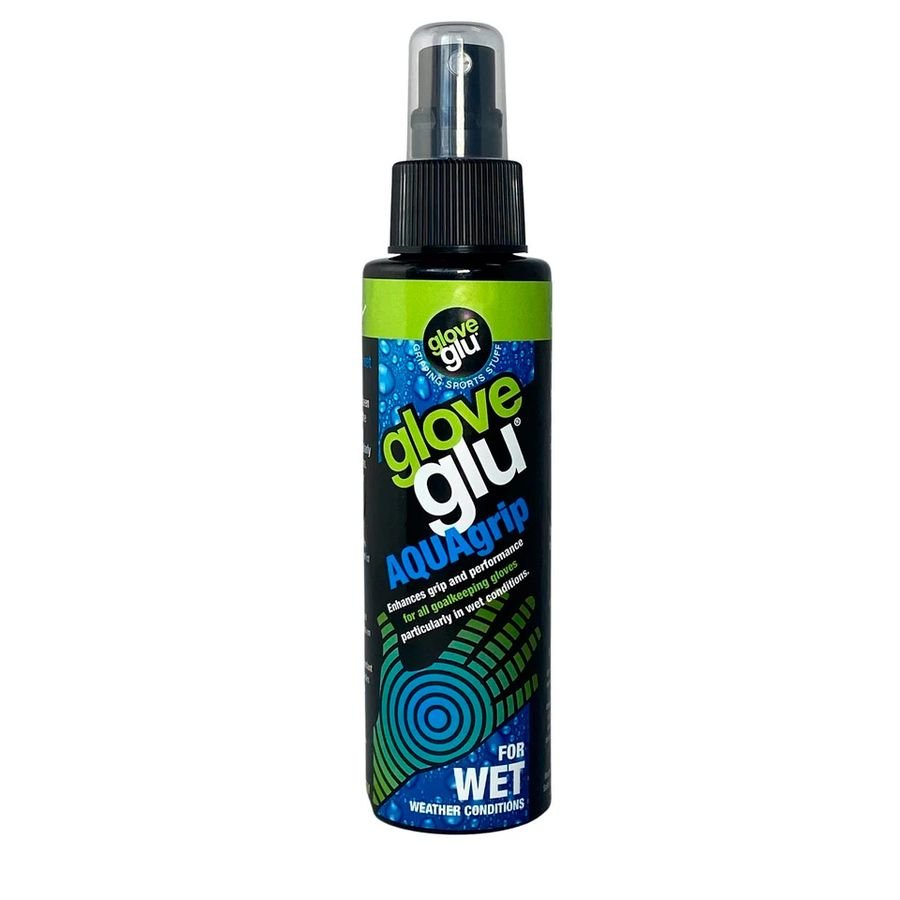 glove
glu
GRIPPING SPORTS STUFF
glove
glu®
AQUAgrip
Enhances grip and performance
for all goalkeeping gloves
particularly in wet conditions.
FOR
WET
WEATHER CONDITIONS